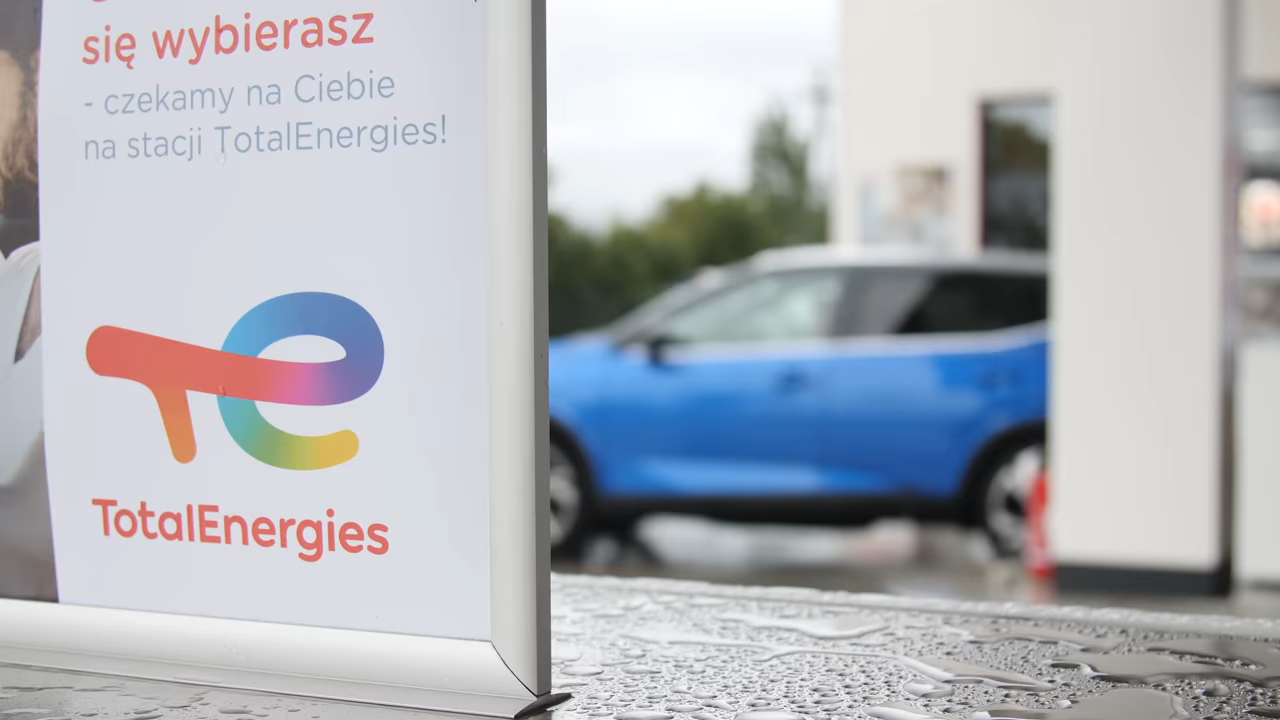 się wybierasz
- czekamy na Ciebie
na stacji TotalEnergies!
TotalEnergies